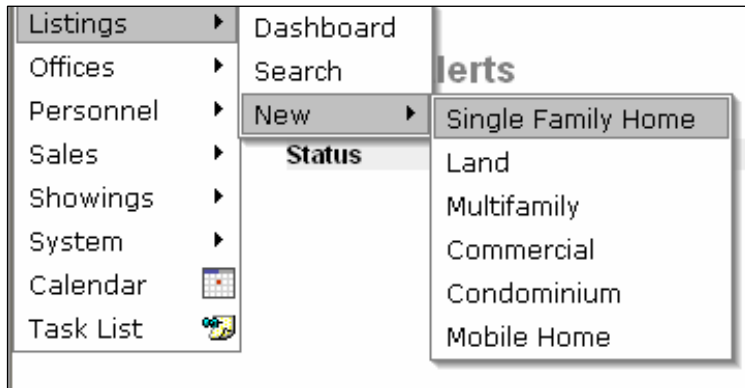 Listings
Offices
Personnel
Sales
Showings
System
Calendar
Task List
Dashboard
Search
New
Single Family Home
Land
Multifamily
Commercial
Condominium
Mobile Home
lerts
Status